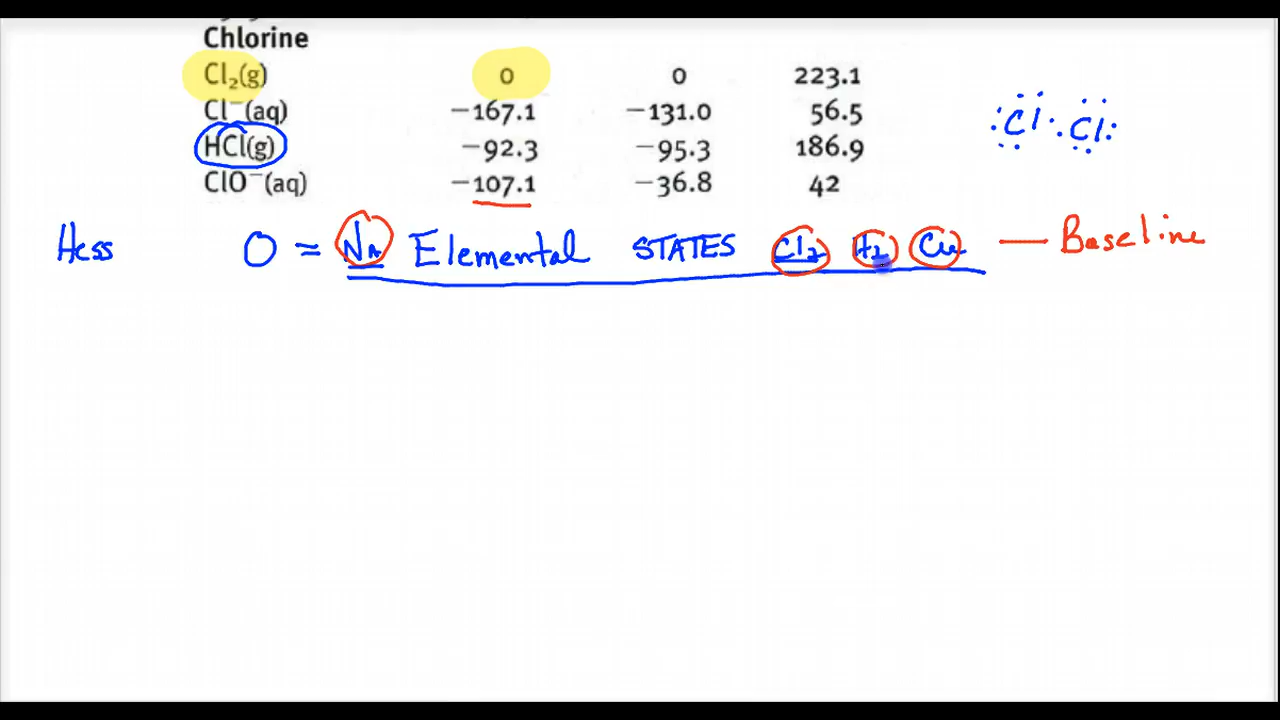 Chlorine
Cl₂(g) 0 0 223.1
Cl⁻(aq) −167.1 −131.0 56.5
HCl(g) −92.3 −95.3 186.9
ClO⁻(aq) −107.1 −36.8 42
:Cl· ·Cl:
Hess 0 = Na Elemental STATES Cl₂ H₂ Cu — Baseline